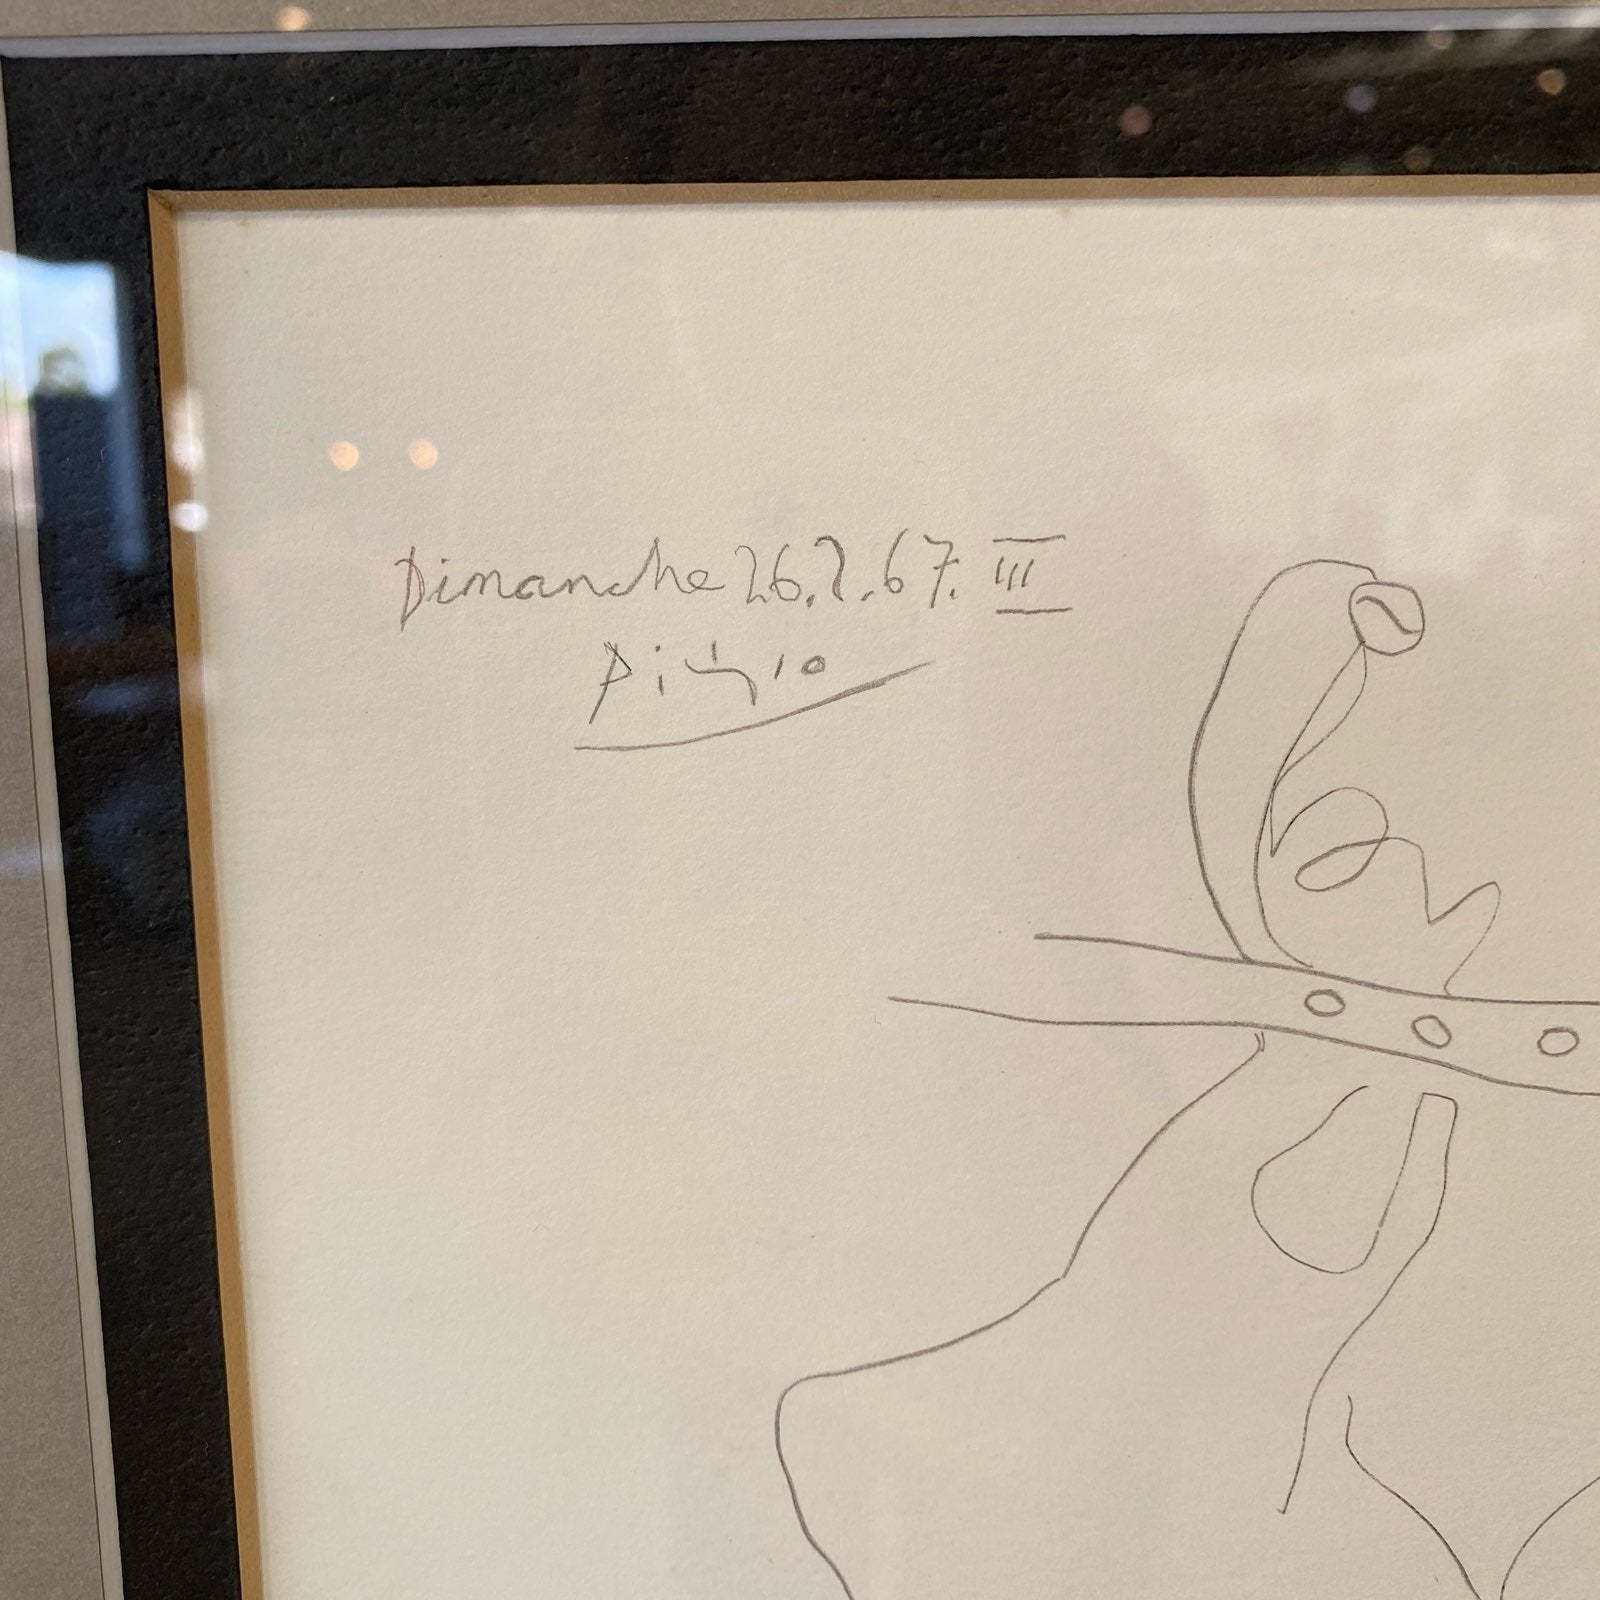 Dimanche 26.2.67. III
Picasso